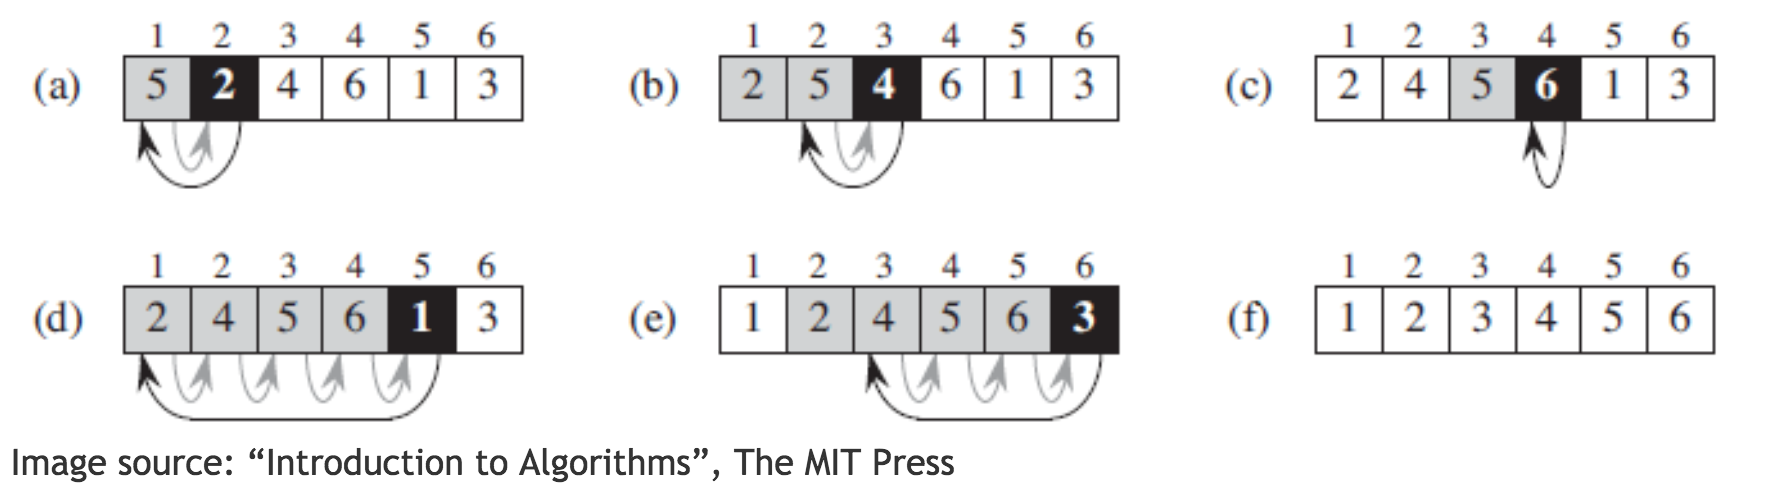 1 2 3 4 5 6
(a) 5 2 4 6 1 3
1 2 3 4 5 6
(b) 2 5 4 6 1 3
1 2 3 4 5 6
(c) 2 4 5 6 1 3
1 2 3 4 5 6
(d) 2 4 5 6 1 3
1 2 3 4 5 6
(e) 1 2 4 5 6 3
1 2 3 4 5 6
(f) 1 2 3 4 5 6
Image source: “Introduction to Algorithms”, The MIT Press